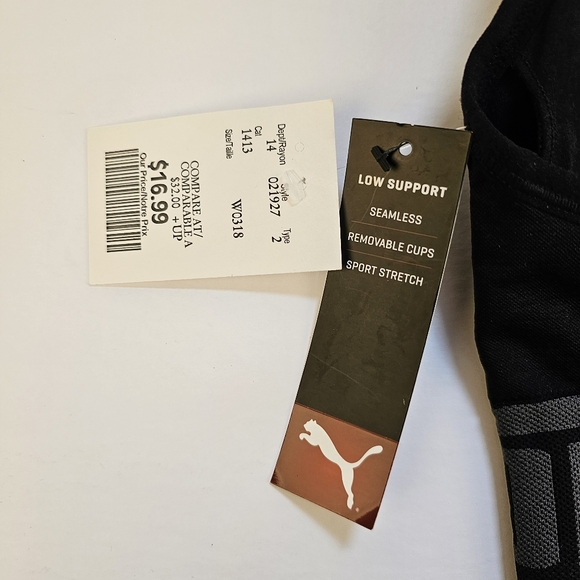 Dept/Rayon
Style
Type
14
021927
2
Cat
1413
Size/Taille
W0318
COMPARE AT/
COMPARABLE A
$32.00 + UP
$16.99
Our Price/Notre Prix
LOW SUPPORT
SEAMLESS
REMOVABLE CUPS
SPORT STRETCH